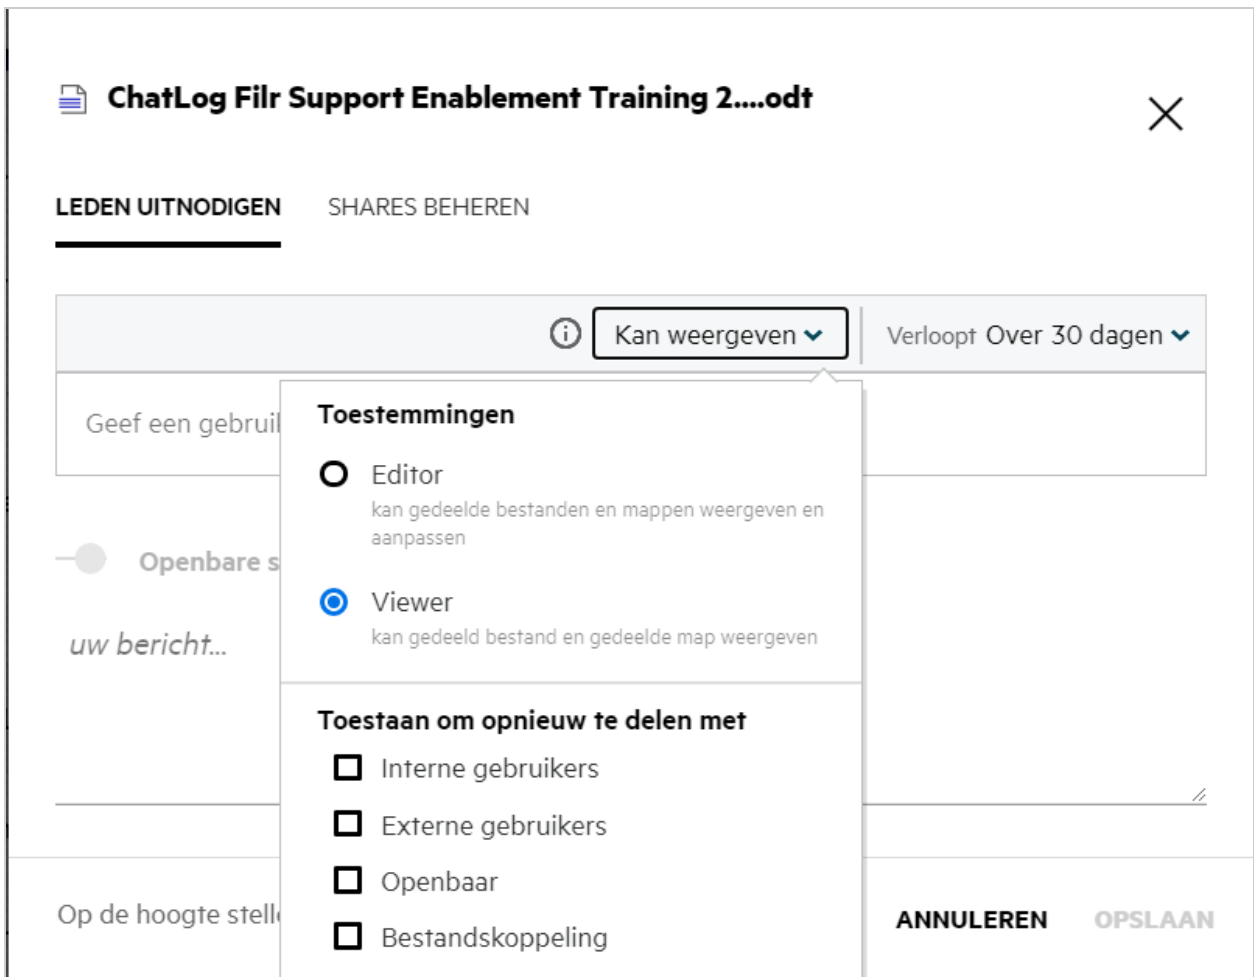 ChatLog Filr Support Enablement Training 2....odt
LEDEN UITNODIGEN SHARES BEHEREN
Kan weergeven Verloopt Over 30 dagen
Geef een
Toestemmingen
Editor
kan gedeelde bestanden en mappen weergeven en
aanpassen
Openbare
Viewer
kan gedeeld bestand en gedeelde map weergeven
uw bericht...
Toestaan om opnieuw te delen met
Interne gebruikers
Externe gebruikers
Openbaar
Bestandskoppeling
Op de hoogte
ANNULEREN OPSLAAN